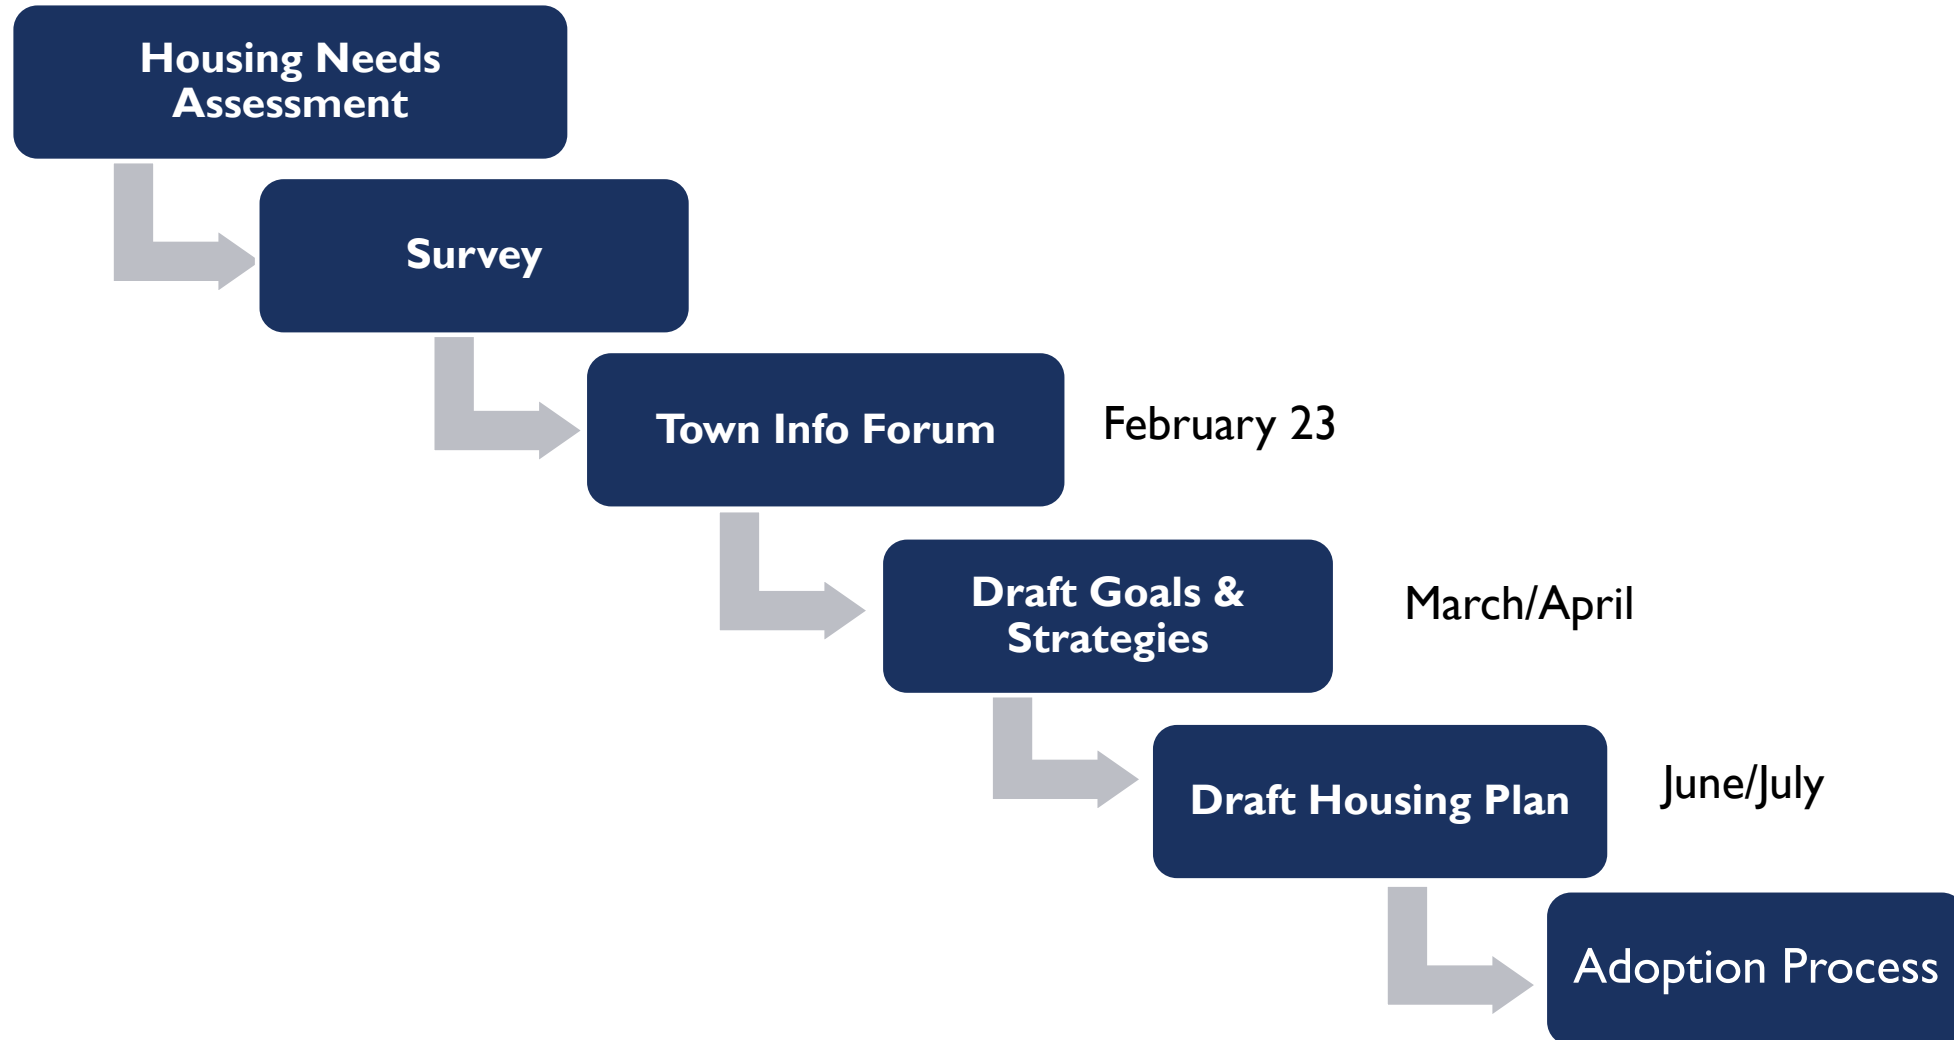 Housing Needs
Assessment
Survey
Town Info Forum
February 23
Draft Goals &
Strategies
March/April
Draft Housing Plan
June/July
Adoption Process